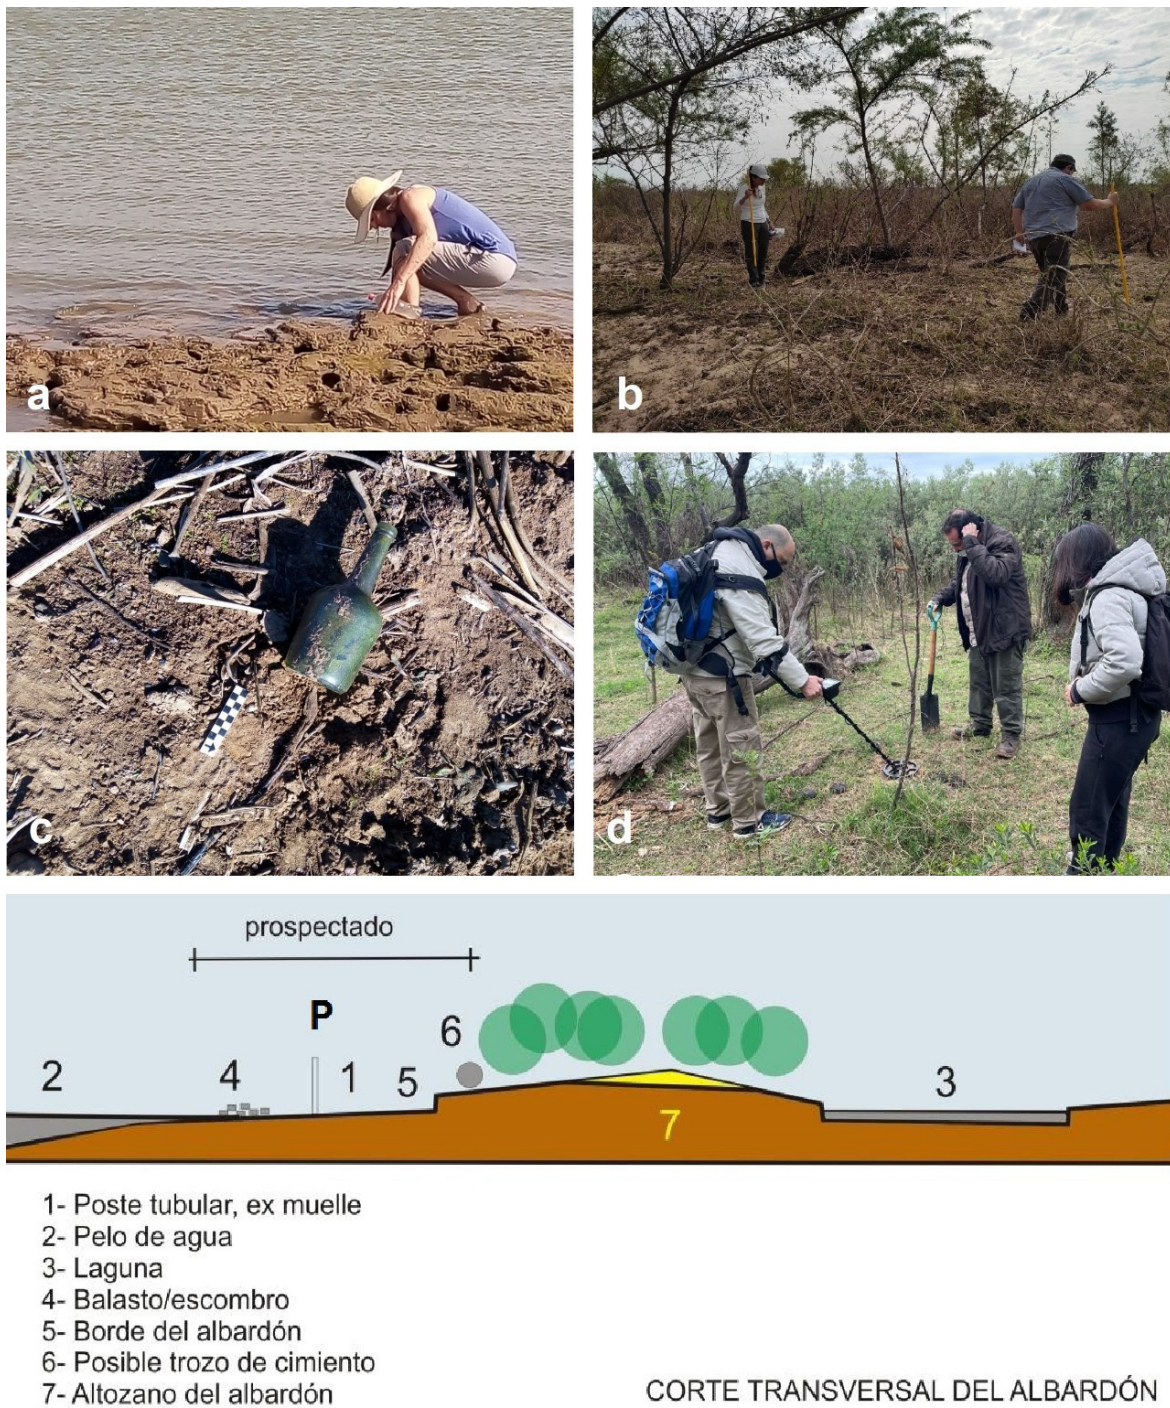 a
b
c
d
prospectado
P
6
2
4
1
5
3
7
1- Poste tubular, ex muelle
2- Pelo de agua
3- Laguna
4- Balasto/escombro
5- Borde del albardón
6- Posible trozo de cimiento
7- Altozano del albardón
CORTE TRANSVERSAL DEL ALBARDÓN